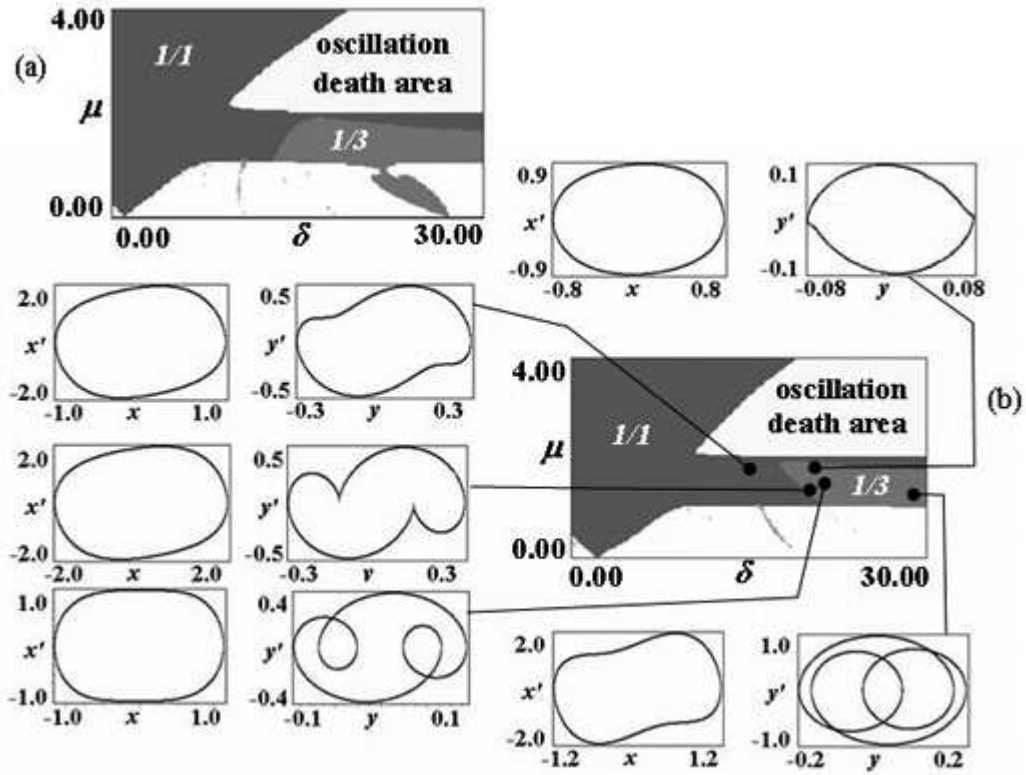 (a)
4.00
μ
0.00
1/1
oscillation
death area
1/3
0.00
δ
30.00
0.9
x'
-0.9
-0.8
x
0.8
0.1
y'
-0.1
-0.08
y
0.08
2.0
x'
-2.0
-1.0
x
1.0
0.5
y'
-0.5
-0.3
y
0.3
(b)
4.00
μ
0.00
1/1
oscillation
death area
1/3
0.00
δ
30.00
2.0
x'
-2.0
-2.0
x
2.0
0.5
y'
-0.5
-0.3
v
0.3
1.0
x'
-1.0
-1.0
x
1.0
0.4
y'
-0.4
-0.1
y
0.1
2.0
x'
-2.0
-1.2
x
1.2
1.0
y'
-1.0
-0.2
y
0.2